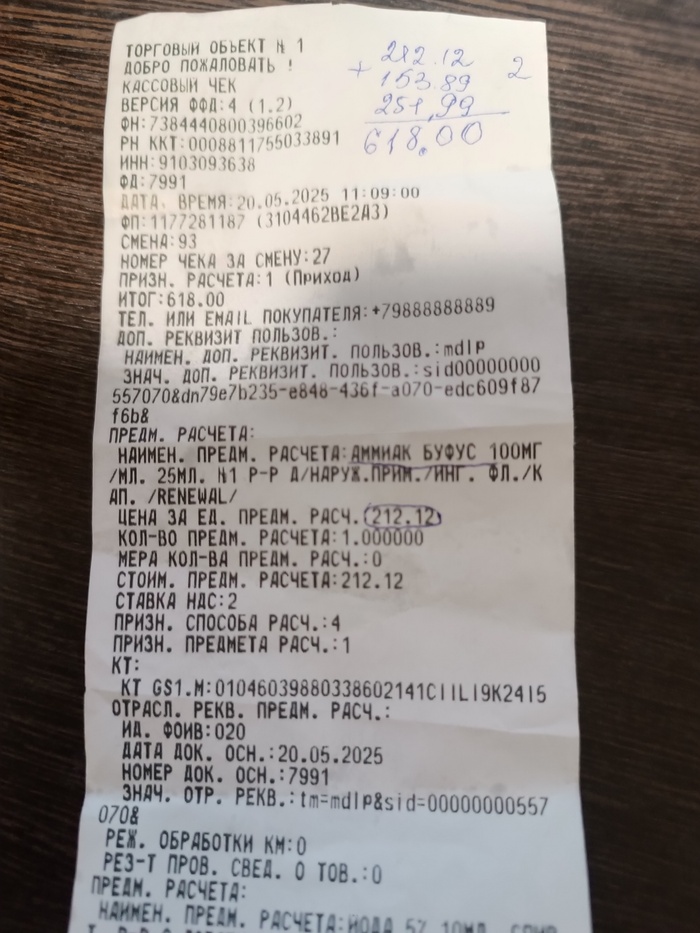 ТОРГОВЫЙ ОБЪЕКТ N 1
ДОБРО ПОЖАЛОВАТЬ !
КАССОВЫЙ ЧЕК
ВЕРСИЯ ФФД:4 (1.2)
ФН:7384440800396602
РН ККТ:0008811755033891
ИНН:9103093638
ФД:7991
+ 212.12
153.89
251,99
618.00
2
ДАТА, ВРЕМЯ:20.05.2025 11:09:00
ФП:1177281187 (3104462BE2A3)
СМЕНА:93
НОМЕР ЧЕКА ЗА СМЕНУ:27
ПРИЗН. РАСЧЕТА:1 (Приход)
ИТОГ:618.00
ТЕЛ. ИЛИ EMAIL ПОКУПАТЕЛЯ:+79888888889
ДОП. РЕКВИЗИТ ПОЛЬЗОВ.:
НАИМЕН. ДОП. РЕКВИЗИТ. ПОЛЬЗОВ.:mdlp
ЗНАЧ. ДОП. РЕКВИЗИТ. ПОЛЬЗОВ.:sid00000000
557070&dn79e7b235-e848-436f-a070-edc609f87
f6b&
ПРЕДМ. РАСЧЕТА:
НАИМЕН. ПРЕДМ. РАСЧЕТА:АММИАК БУФУС 100МГ
/МЛ. 25МЛ. N1 Р-Р Д/НАРУЖ.ПРИМ./ИНГ. ФЛ./К
АП. /RENEWAL/
ЦЕНА ЗА ЕД. ПРЕДМ. РАСЧ.:212.12
КОЛ-ВО ПРЕДМ. РАСЧЕТА:1.000000
МЕРА КОЛ-ВА ПРЕДМ. РАСЧ.:0
СТОИМ. ПРЕДМ. РАСЧЕТА:212.12
СТАВКА НДС:2
ПРИЗН. СПОСОБА РАСЧ.:4
ПРИЗН. ПРЕДМЕТА РАСЧ.:1
КТ:
КТ GS1.M:01046039880338602141CIILI9K24I5
ОТРАСЛ. РЕКВ. ПРЕДМ. РАСЧ.:
ИД. ФОИВ:020
ДАТА ДОК. ОСН.:20.05.2025
НОМЕР ДОК. ОСН.:7991
ЗНАЧ. ОТР. РЕКВ.:tm=mdlp&sid=00000000557
070&
РЕЖ. ОБРАБОТКИ КМ:0
РЕЗ-Т ПРОВ. СВЕД. О ТОВ.:0
ПРЕДМ. РАСЧЕТА:
НАИМЕН. ПРЕДМ. РАСЧЕТА:ЙОДА 5% 10МЛ.